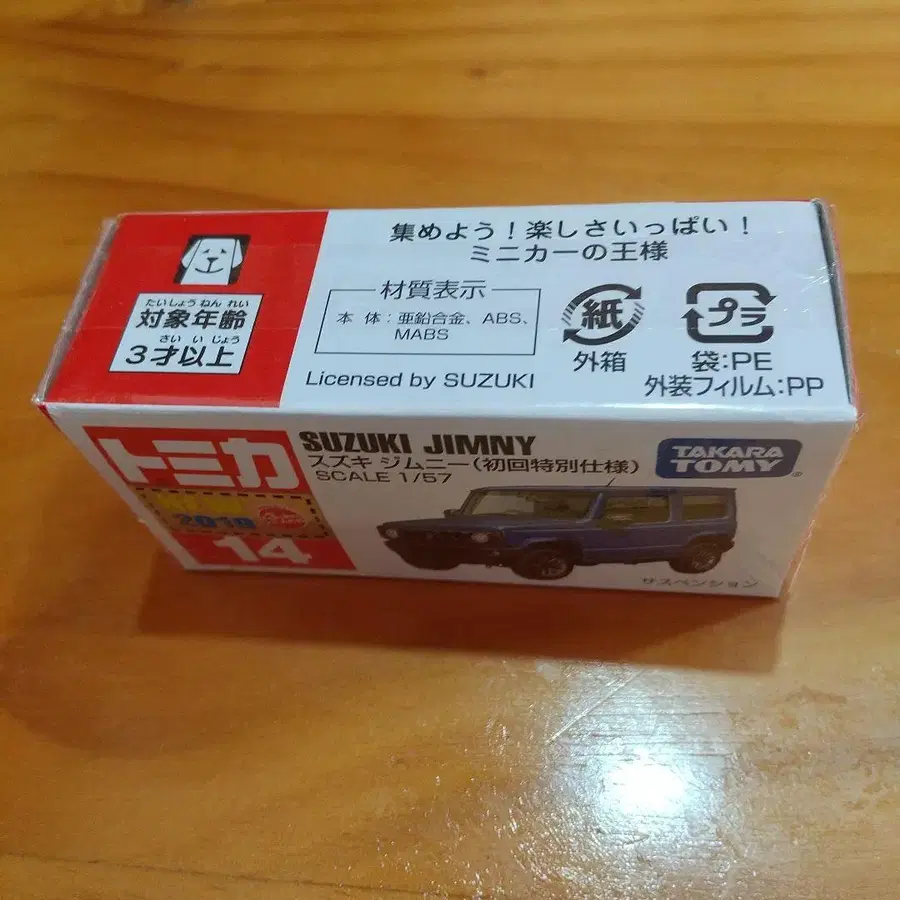 集めよう！楽しさいっぱい！
ミニカーの王様
たいしょうねんれい
対象年齢
さい い じょう
3才以上
材質表示
本 体：亜鉛合金、ABS、
MABS
Licensed by SUZUKI
紙
外箱
プラ
袋：PE
外装フィルム：PP
トミカ
NEW
2019
14
SUZUKI JIMNY
スズキ ジムニー（初回特別仕様）
SCALE 1/57
TAKARA
TOMY
サスペンション